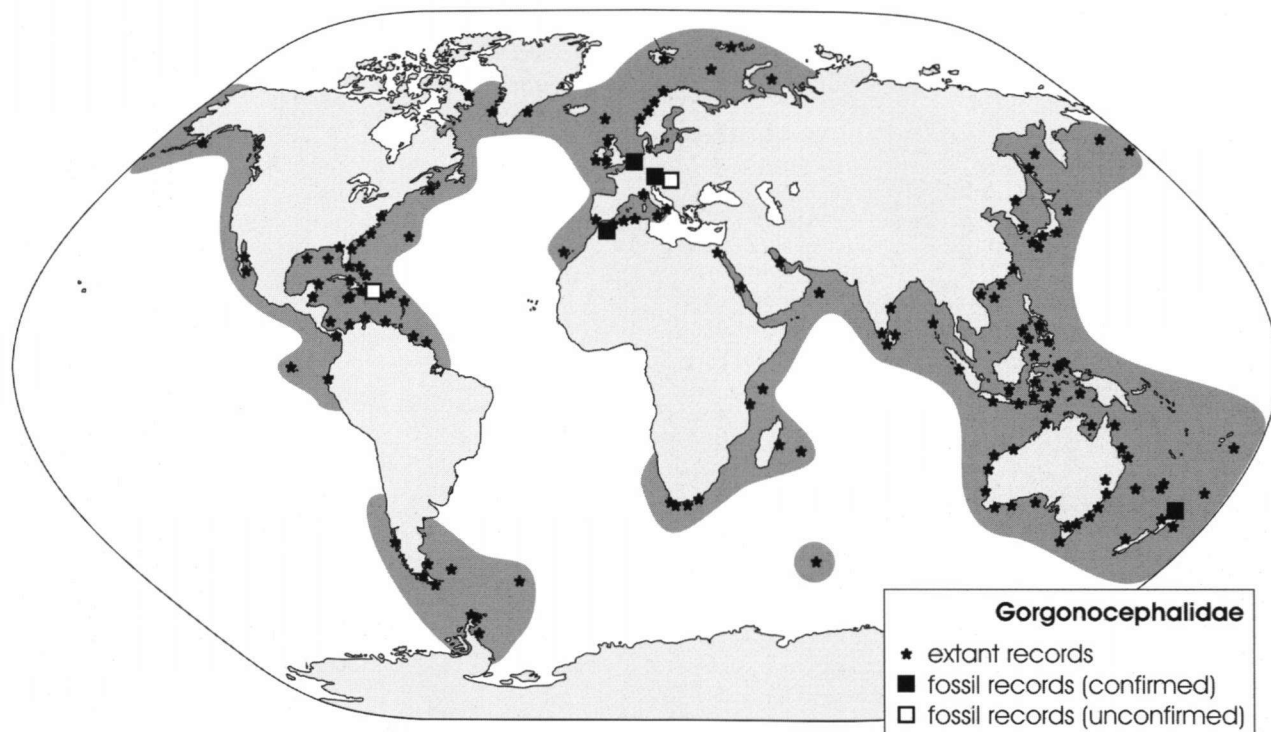 Gorgonocephalidae
extant records
fossil records (confirmed)
fossil records (unconfirmed)